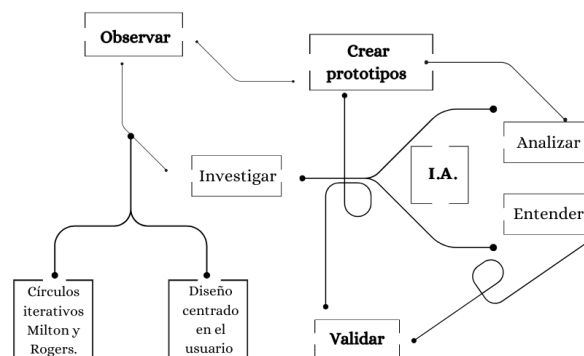 Observar
Crear
prototipos
Analizar
Investigar
I.A.
Entender
Círculos
iterativos
Milton y
Rogers.
Diseño
centrado
en el
usuario
Validar